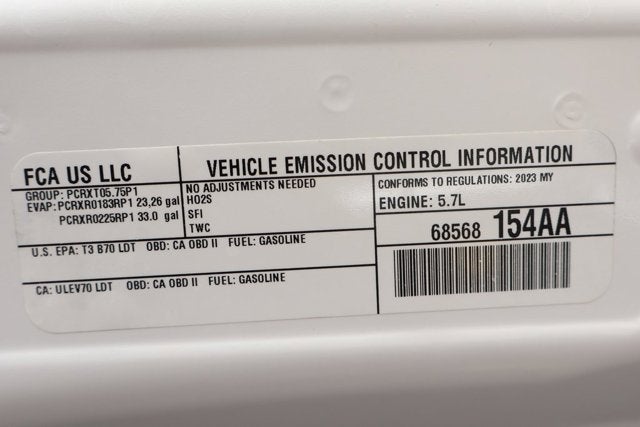 FCA US LLC
VEHICLE EMISSION CONTROL INFORMATION
GROUP: PCRXT05.75P1
EVAP: PCRXR0183RP1 23,26 gal
PCRXR0225RP1 33.0 gal
NO ADJUSTMENTS NEEDED
HO2S
SFI
TWC
CONFORMS TO REGULATIONS: 2023 MY
ENGINE: 5.7L
68568 154AA
U.S. EPA: T3 B70 LDT OBD: CA OBD II FUEL: GASOLINE
CA: ULEV70 LDT OBD: CA OBD II FUEL: GASOLINE